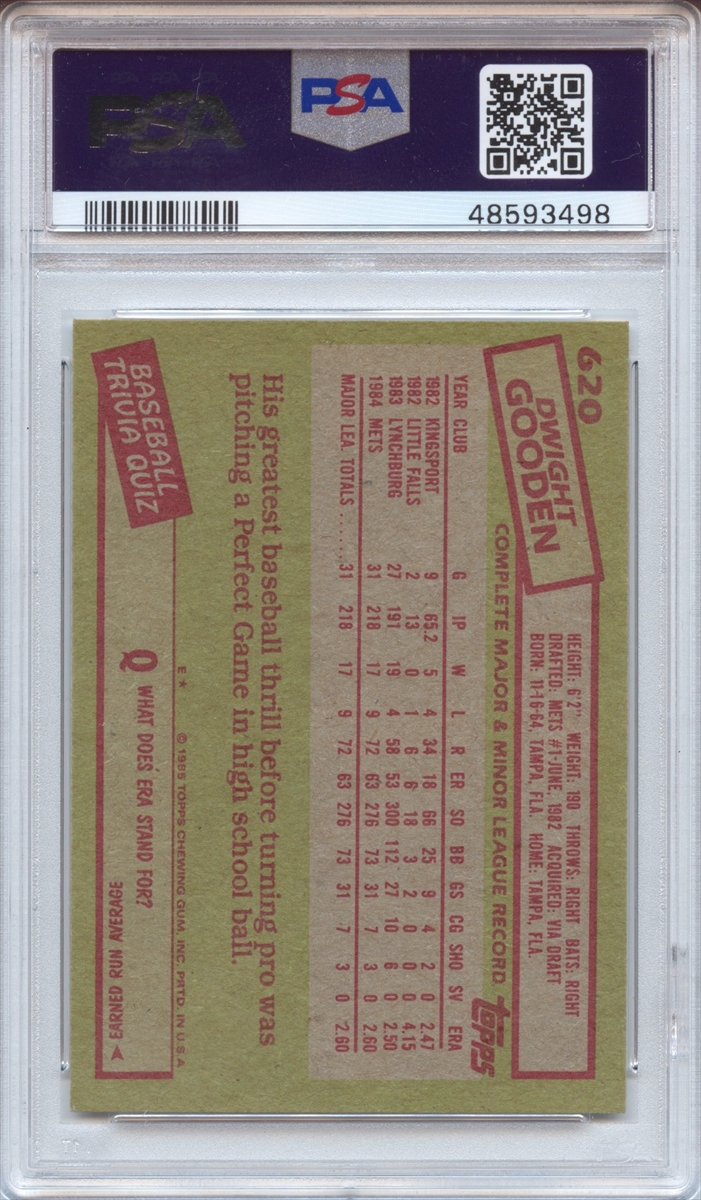 PSA PSA PSA
PSA
PSA
48593498
620
DWIGHT
GOODEN
HEIGHT: 6'2" WEIGHT: 190 THROWS: RIGHT BATS: RIGHT
DRAFTED: METS #1-JUNE, 1982 ACQUIRED: VIA DRAFT
BORN: 11-16-64, TAMPA, FLA. HOME: TAMPA, FLA.
COMPLETE MAJOR & MINOR LEAGUE RECORD
topps
YEAR CLUB G IP W L R ER SO BB GS CG SHO SV ERA
1982 KINGSPORT 9 65.2 5 4 34 18 66 25 9 4 2 0 2.47
1982 LITTLE FALLS 2 13 0 1 6 6 18 3 2 0 0 0 4.15
1983 LYNCHBURG 27 191 19 4 58 53 300 112 27 10 6 0 2.50
1984 METS 31 218 17 9 72 63 276 73 31 7 3 0 2.60
MAJOR LEA. TOTALS ...... 31 218 17 9 72 63 276 73 31 7 3 0 2.60
His greatest baseball thrill before turning pro was
pitching a Perfect Game in high school ball.
E* © 1985 TOPPS CHEWING GUM, INC. PRTD. IN U.S.A.
BASEBALL
TRIVIA QUIZ
Q WHAT DOES ERA STAND FOR?
EARNED RUN AVERAGE